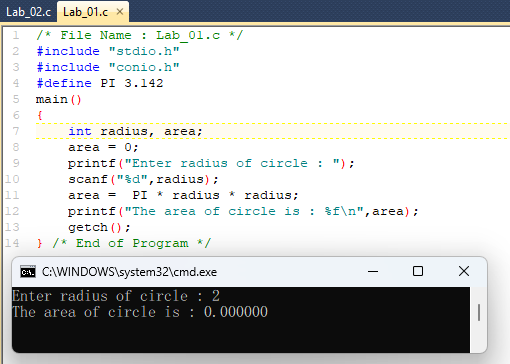 Lab_02.c Lab_01.c ×
1 /* File Name : Lab_01.c */
2 #include "stdio.h"
3 #include "conio.h"
4 #define PI 3.142
5 main()
6 {
7 int radius, area;
8 area = 0;
9 printf("Enter radius of circle : ");
10 scanf("%d",radius);
11 area =  PI * radius * radius;
12 printf("The area of circle is : %f\n",area);
13 getch();
14 } /* End of Program */
C:\WINDOWS\system32\cmd.exe
Enter radius of circle : 2
The area of circle is : 0.000000